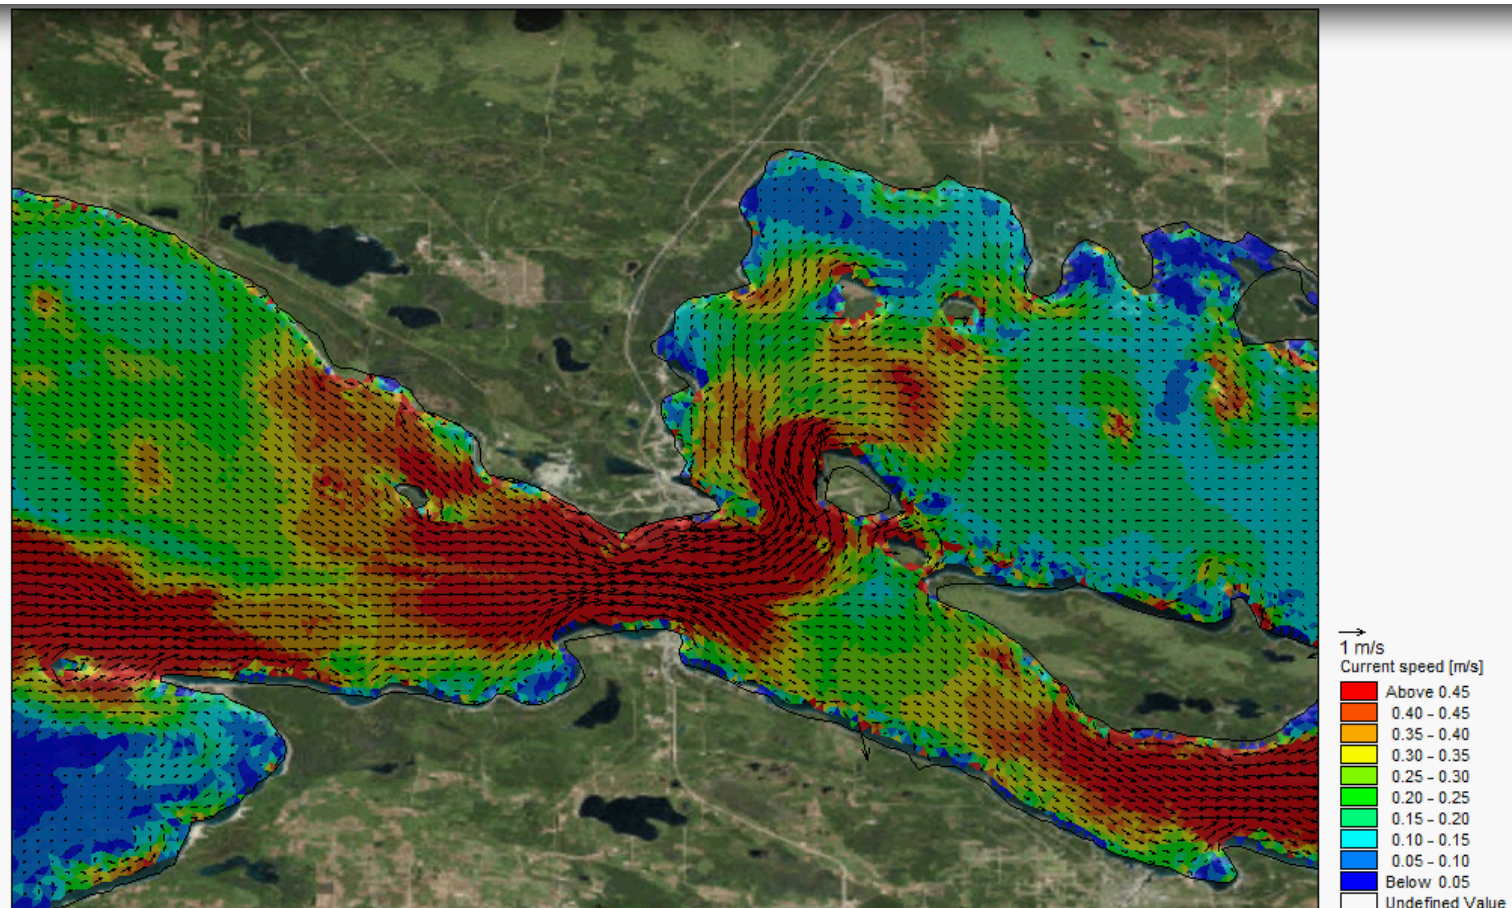 1 m/s
Current speed [m/s]
Above 0.45
0.40 - 0.45
0.35 - 0.40
0.30 - 0.35
0.25 - 0.30
0.20 - 0.25
0.15 - 0.20
0.10 - 0.15
0.05 - 0.10
Below 0.05
Undefined Value